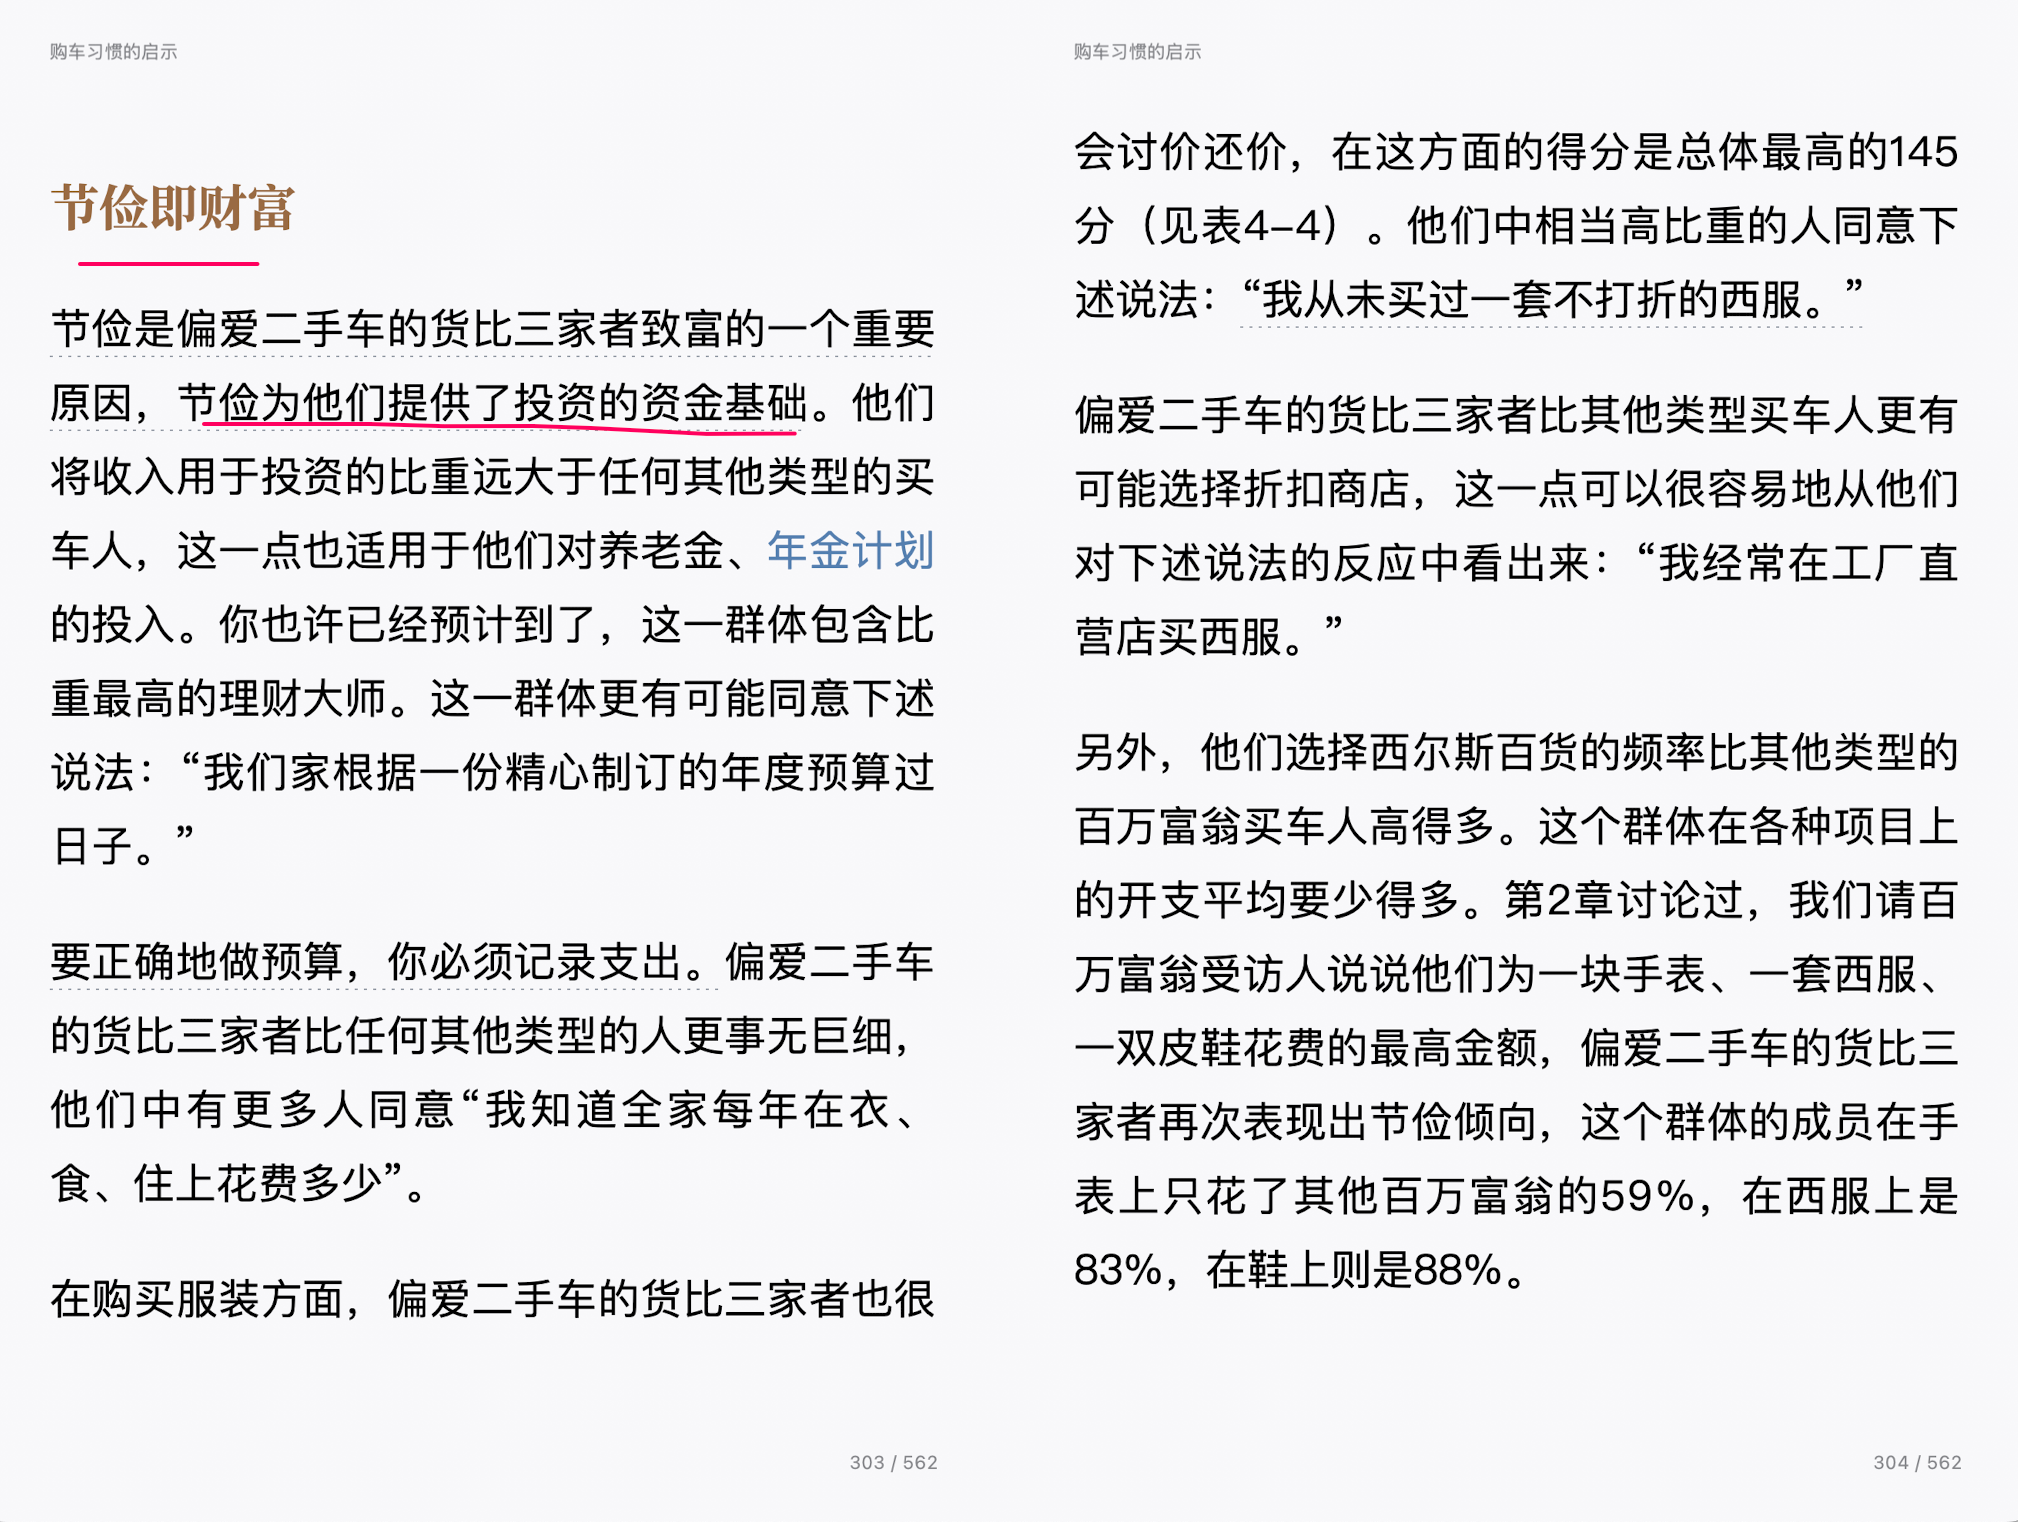 购车习惯的启示
节俭即财富
节俭是偏爱二手车的货比三家者致富的一个重要
原因，节俭为他们提供了投资的资金基础。他们
将收入用于投资的比重远大于任何其他类型的买
车人，这一点也适用于他们对养老金、年金计划
的投入。你也许已经预计到了，这一群体包含比
重最高的理财大师。这一群体更有可能同意下述
说法：“我们家根据一份精心制订的年度预算过
日子。”
要正确地做预算，你必须记录支出。偏爱二手车
的货比三家者比任何其他类型的人更事无巨细，
他们中有更多人同意“我知道全家每年在衣、
食、住上花费多少”。
在购买服装方面，偏爱二手车的货比三家者也很
303 / 562
购车习惯的启示
会讨价还价，在这方面的得分是总体最高的145
分（见表4–4）。他们中相当高比重的人同意下
述说法：“我从未买过一套不打折的西服。”
偏爱二手车的货比三家者比其他类型买车人更有
可能选择折扣商店，这一点可以很容易地从他们
对下述说法的反应中看出来：“我经常在工厂直
营店买西服。”
另外，他们选择西尔斯百货的频率比其他类型的
百万富翁买车人高得多。这个群体在各种项目上
的开支平均要少得多。第2章讨论过，我们请百
万富翁受访人说说他们为一块手表、一套西服、
一双皮鞋花费的最高金额，偏爱二手车的货比三
家者再次表现出节俭倾向，这个群体的成员在手
表上只花了其他百万富翁的59%，在西服上是
83%，在鞋上则是88%。
304 / 562